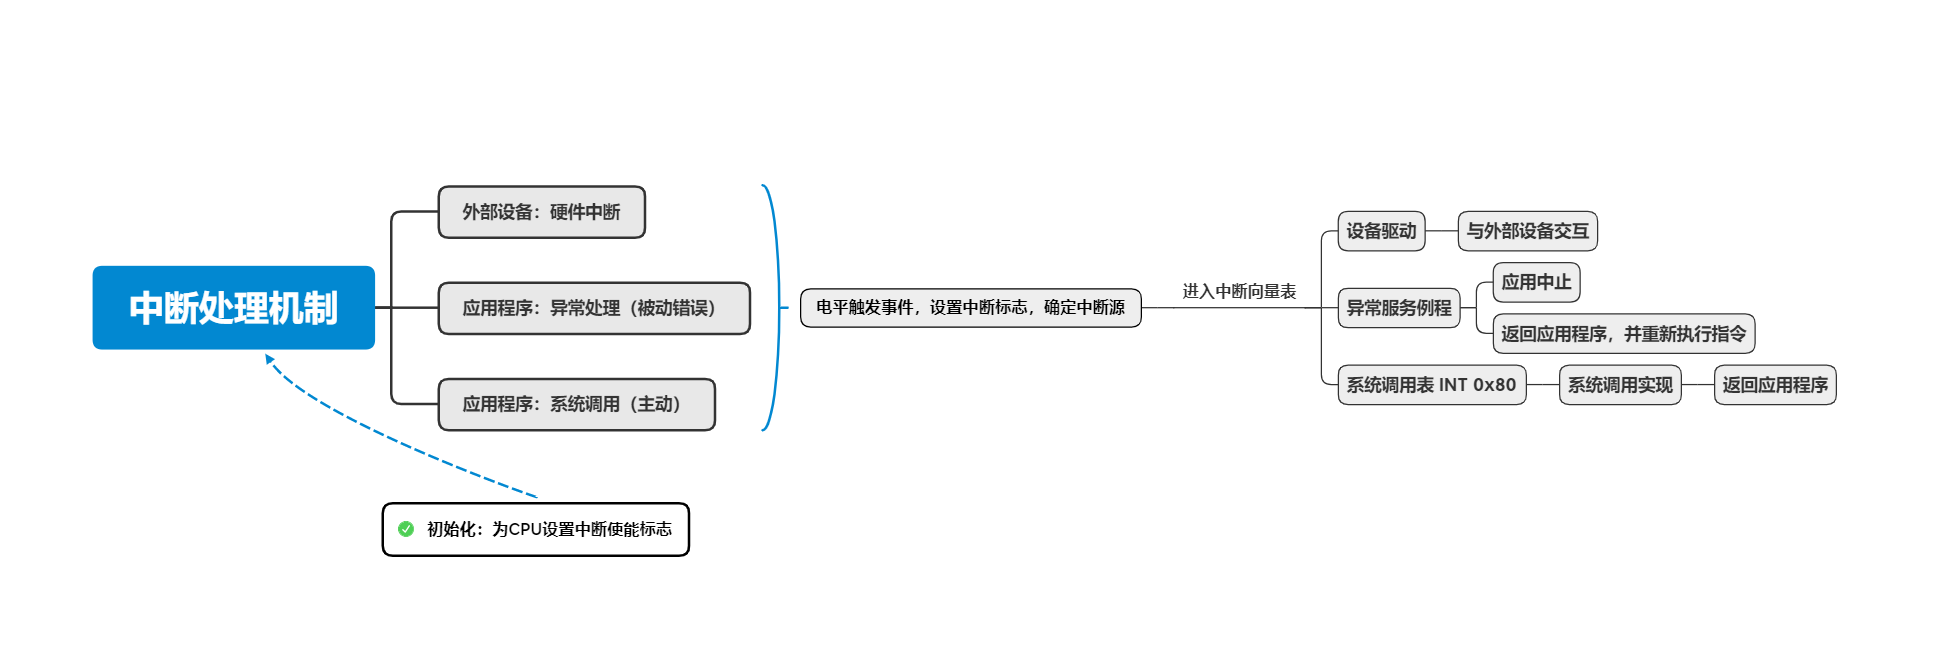 中断处理机制
外部设备：硬件中断
应用程序：异常处理（被动错误）
应用程序：系统调用（主动）
初始化：为CPU设置中断使能标志
电平触发事件，设置中断标志，确定中断源
进入中断向量表
设备驱动
与外部设备交互
异常服务例程
应用中止
返回应用程序，并重新执行指令
系统调用表 INT 0x80
系统调用实现
返回应用程序